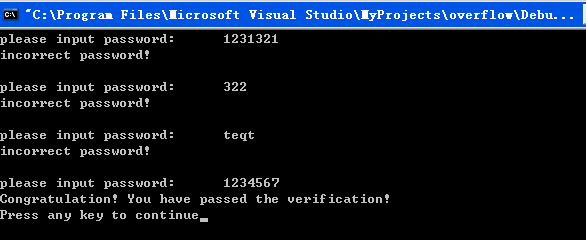 "C:\Program Files\Microsoft Visual Studio\MyProjects\overflow\Debu...
please input password: 1231321
incorrect password!
please input password: 322
incorrect password!
please input password: teqt
incorrect password!
please input password: 1234567
Congratulation! You have passed the verification!
Press any key to continue_